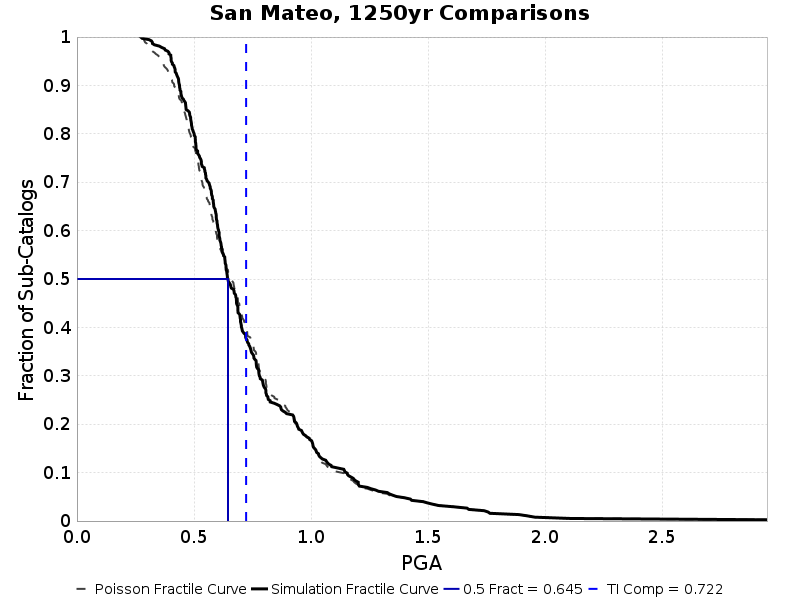 San Mateo, 1250yr Comparisons
Fraction of Sub-Catalogs
1
0.9
0.8
0.7
0.6
0.5
0.4
0.3
0.2
0.1
0
0.0 0.5 1.0 1.5 2.0 2.5
PGA
Poisson Fractile Curve Simulation Fractile Curve 0.5 Fract = 0.645 TI Comp = 0.722